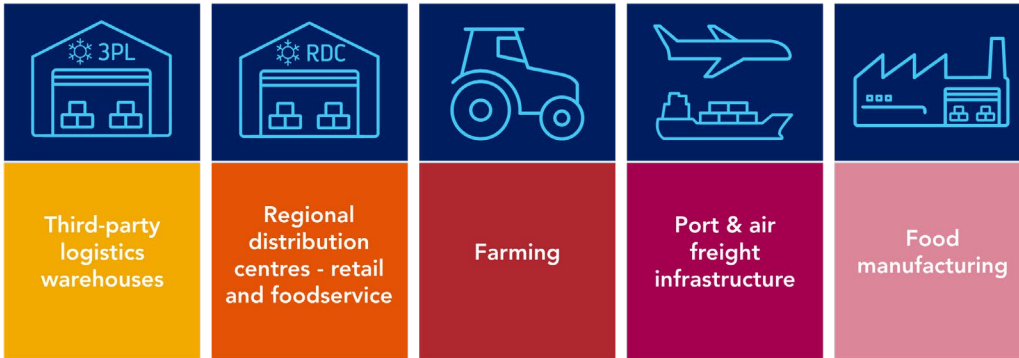 3PL
RDC
Third-party
logistics
warehouses
Regional
distribution
centres - retail
and foodservice
Farming
Port & air
freight
infrastructure
Food
manufacturing